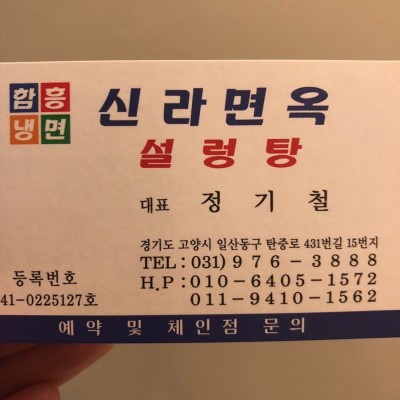 함흥
냉면
신라면옥
설렁탕
대표 정기철
경기도 고양시 일산동구 탄중로 431번길 15번지
TEL : 031) 976-3888
H.P : 010-6405-1572
011-9410-1562
등록번호
41-0225127호
예약 및 체인점 문의